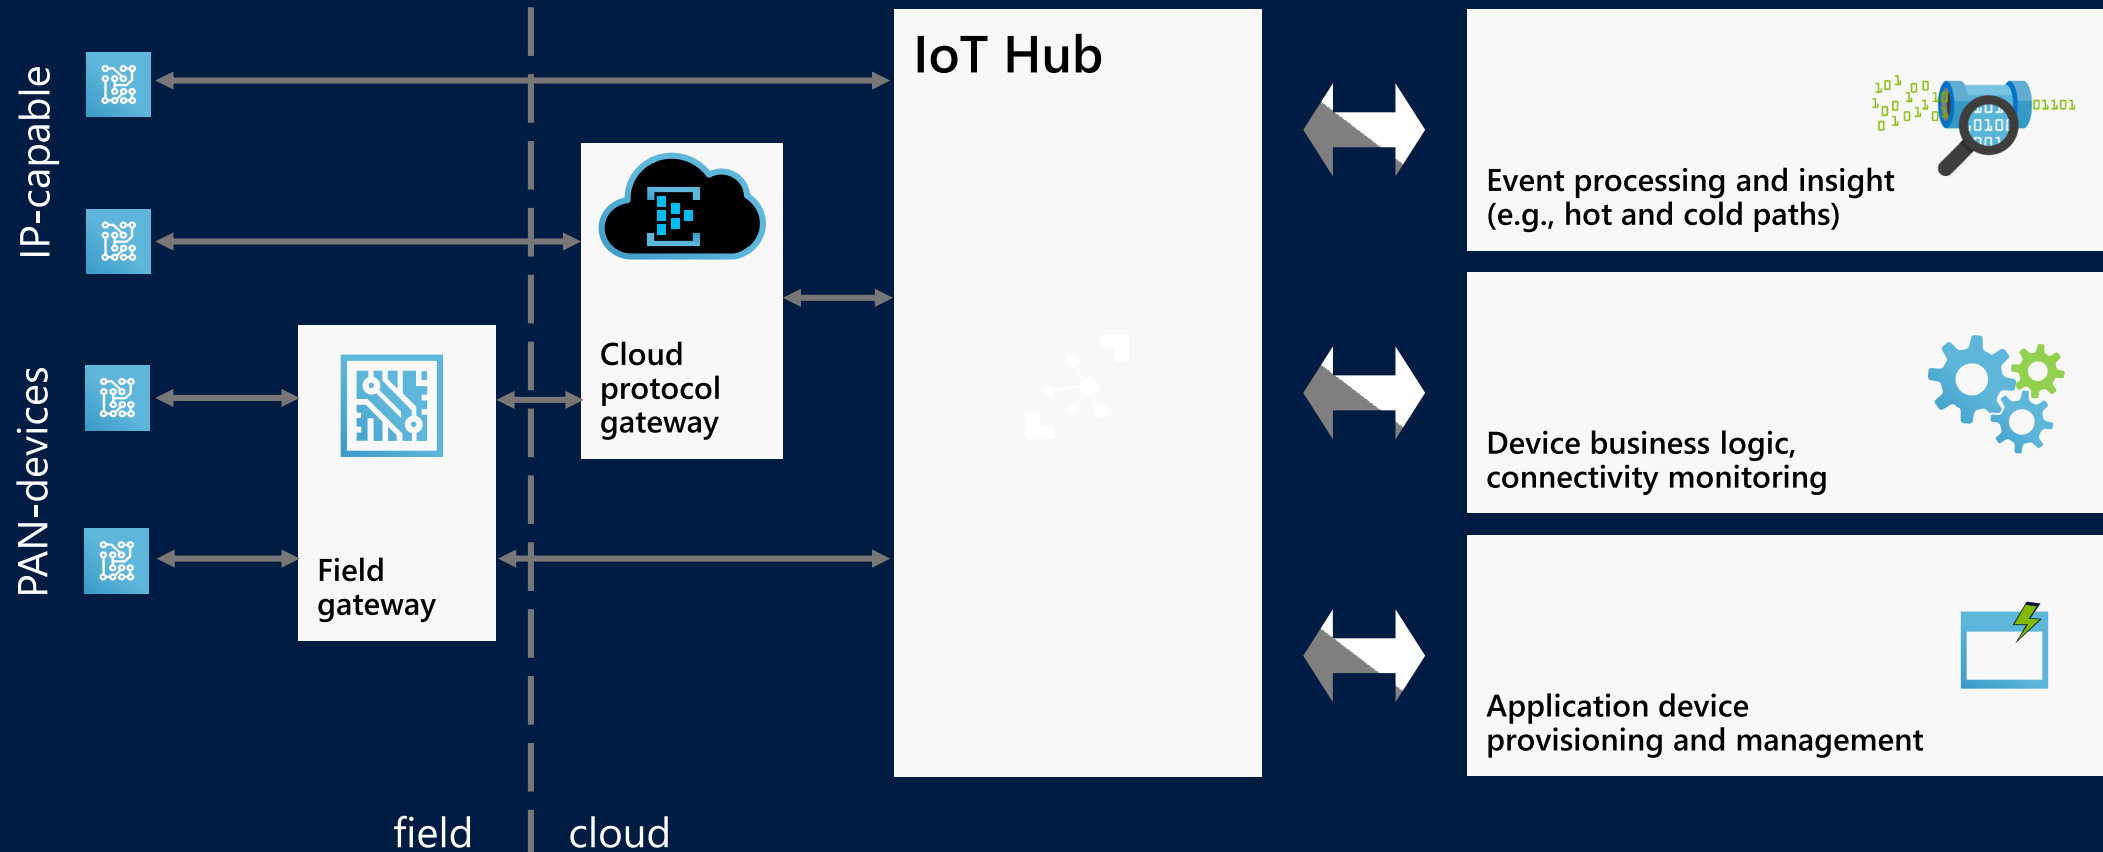 IP-capable
PAN-devices
IoT Hub
Cloud
protocol
gateway
Field
gateway
field
cloud
Event processing and insight
(e.g., hot and cold paths)
Device business logic,
connectivity monitoring
Application device
provisioning and management
01101